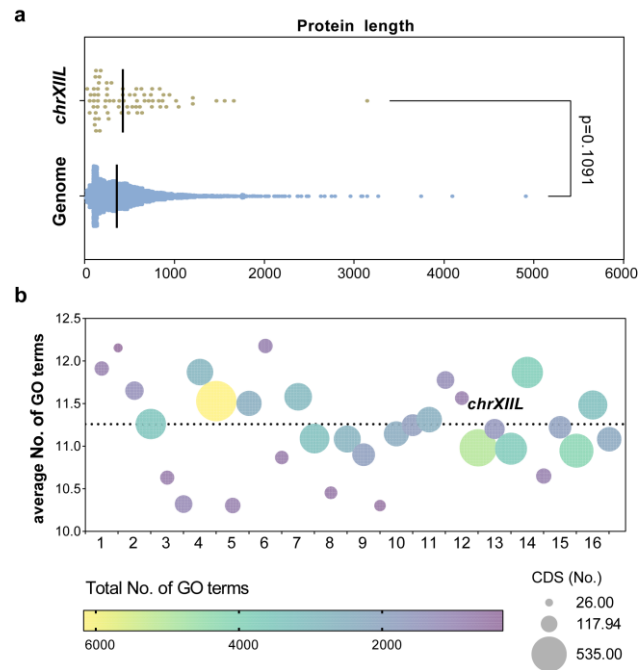 a
Protein length
chrXIIL
Genome
p=0.1091
0 1000 2000 3000 4000 5000 6000
b
average No. of GO terms
12.5
12.0
11.5
11.0
10.5
10.0
chrXIIL
1 2 3 4 5 6 7 8 9 10 11 12 13 14 15 16
Total No. of GO terms
6000 4000 2000
CDS (No.)
26.00
117.94
535.00